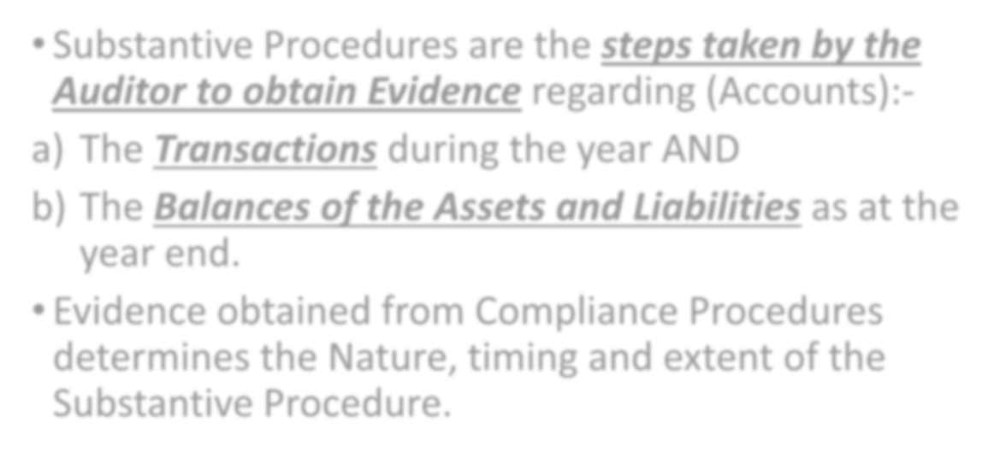 • Substantive Procedures are the steps taken by the
Auditor to obtain Evidence regarding (Accounts):-
a) The Transactions during the year AND
b) The Balances of the Assets and Liabilities as at the
year end.
• Evidence obtained from Compliance Procedures
determines the Nature, timing and extent of the
Substantive Procedure.